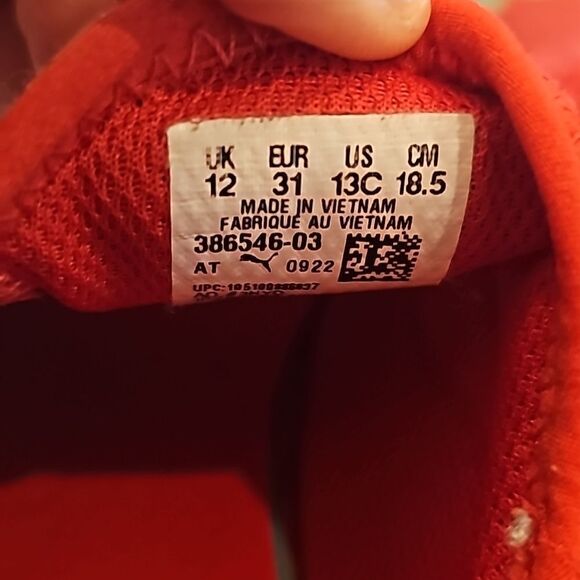 UK EUR US CM
12 31 13C 18.5
MADE IN VIETNAM
FABRIQUE AU VIETNAM
386546-03
AT 0922
UPC: